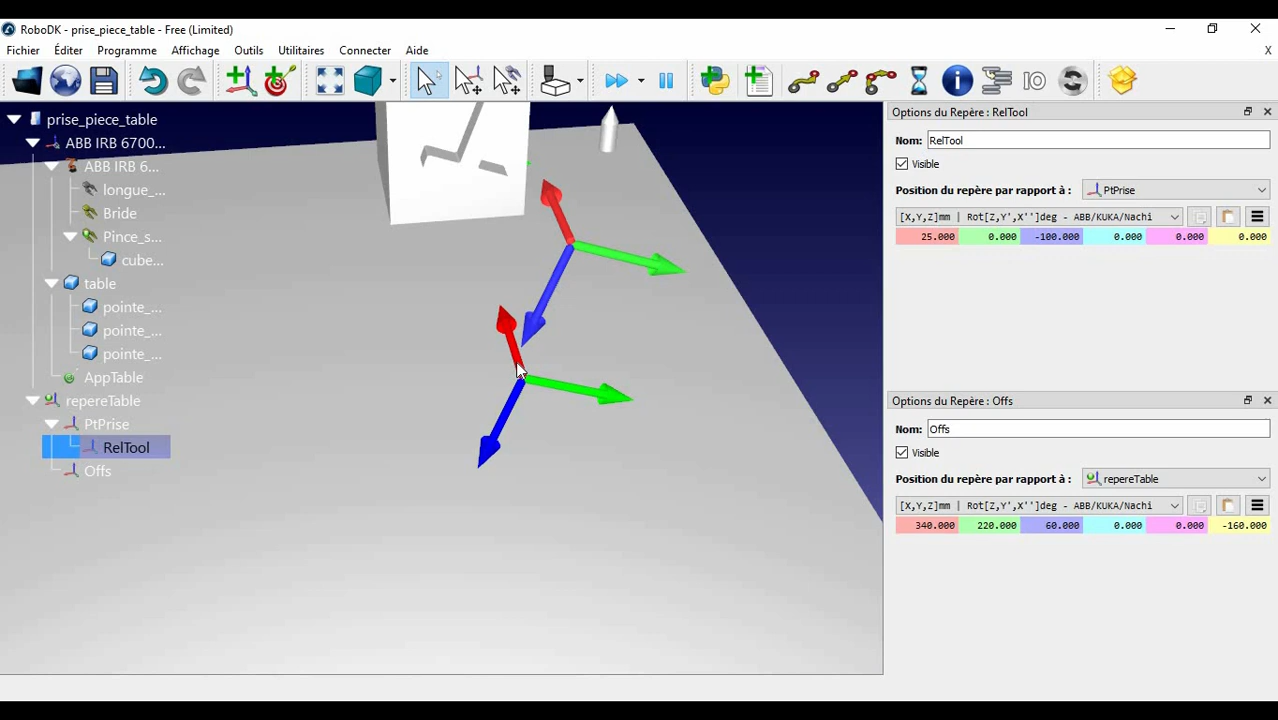 RoboDK - prise_piece_table - Free (Limited)
Fichier Éditer Programme Affichage Outils Utilitaires Connecter Aide X
prise_piece_table
ABB IRB 6700...
ABB IRB 6...
longue_...
Bride
Pince_s...
cube...
table
pointe_...
pointe_...
pointe_...
AppTable
repereTable
PtPrise
RelTool
Offs
Options du Repère : RelTool
Nom: RelTool
Visible
Position du repère par rapport à : PtPrise
[X,Y,Z]mm | Rot[Z,Y',X'']deg - ABB/KUKA/Nachi
25.000 0.000 -100.000 0.000 0.000 0.000
Options du Repère : Offs
Nom: Offs
Visible
Position du repère par rapport à : repereTable
[X,Y,Z]mm | Rot[Z,Y',X'']deg - ABB/KUKA/Nachi
340.000 220.000 60.000 0.000 0.000 -160.000